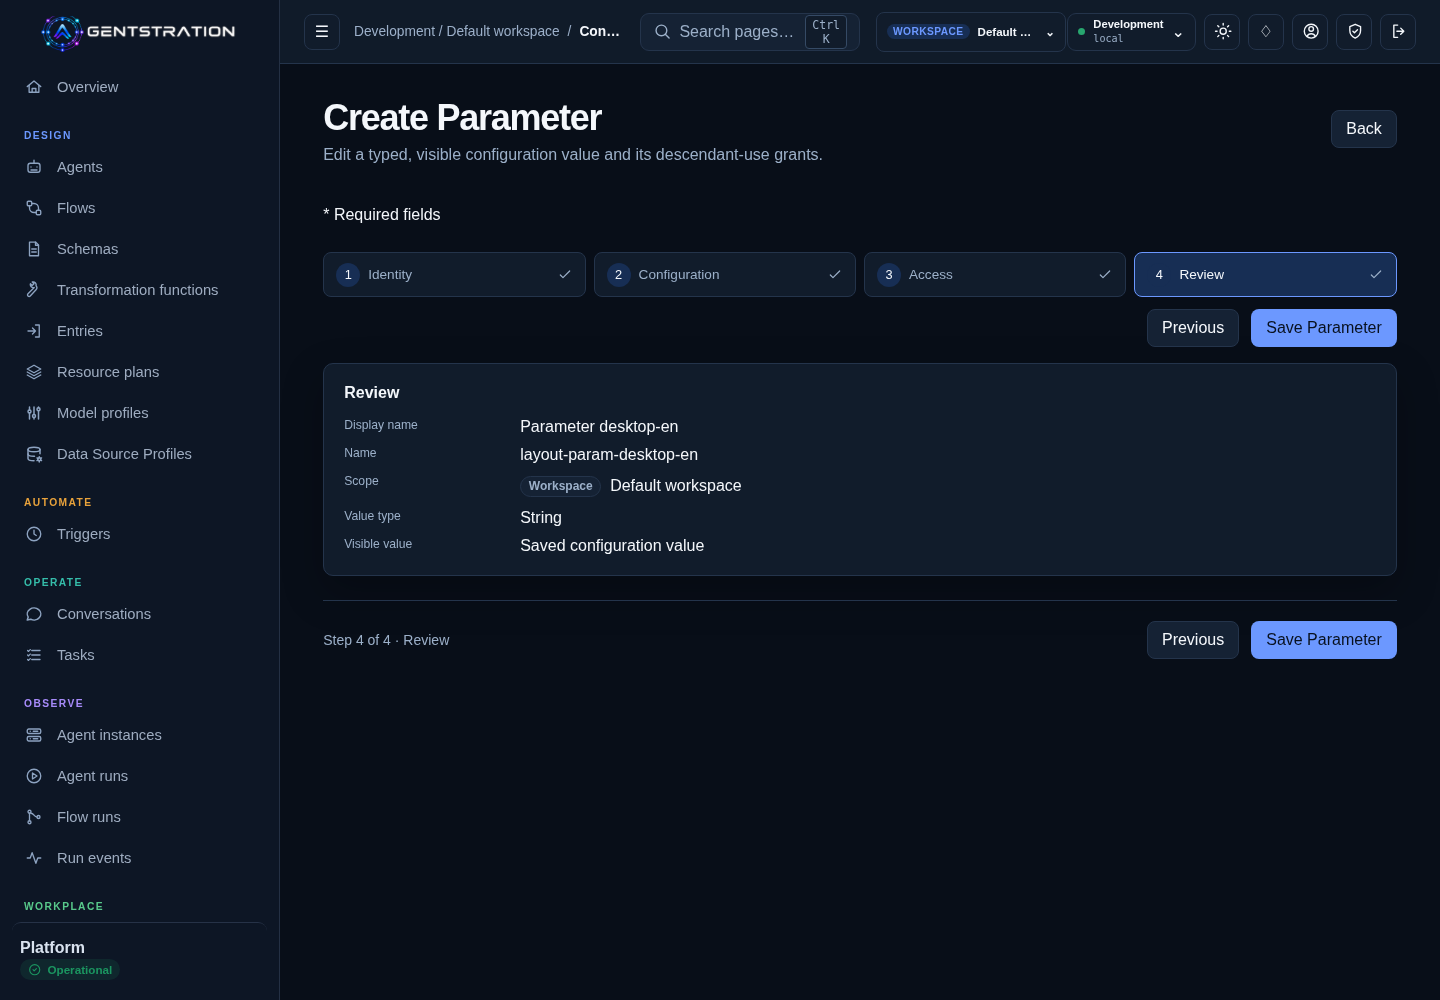 GENTSTRATION
Overview
DESIGN
Agents
Flows
Schemas
Transformation functions
Entries
Resource plans
Model profiles
Data Source Profiles
AUTOMATE
Triggers
OPERATE
Conversations
Tasks
OBSERVE
Agent instances
Agent runs
Flow runs
Run events
WORKPLACE
Platform
Operational
Development / Default workspace / Con…
Search pages…
Ctrl K
WORKSPACE Default …
Development
local
Create Parameter
Edit a typed, visible configuration value and its descendant-use grants.
Back
* Required fields
1 Identity
2 Configuration
3 Access
4 Review
Previous
Save Parameter
Review
Display name Parameter desktop-en
Name layout-param-desktop-en
Scope Workspace Default workspace
Value type String
Visible value Saved configuration value
Step 4 of 4 · Review
Previous
Save Parameter